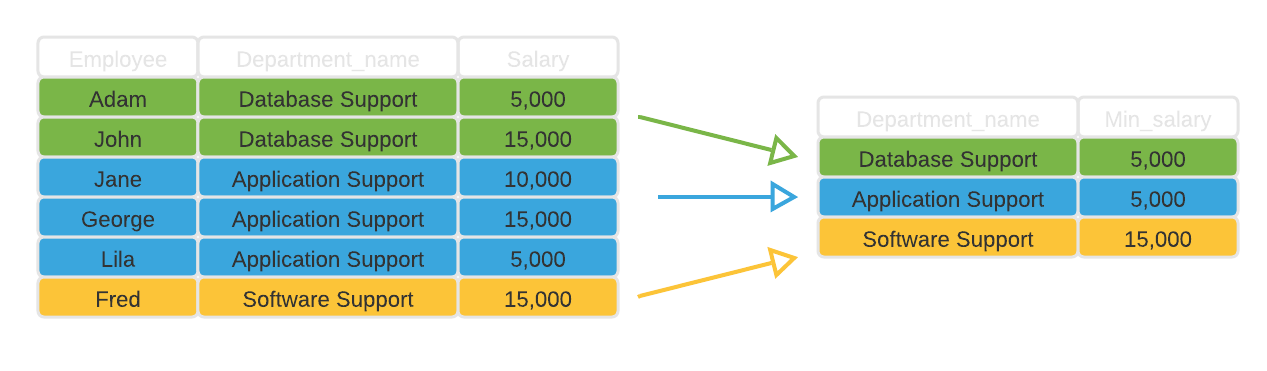 Employee Department_name Salary
Adam Database Support 5,000
John Database Support 15,000
Jane Application Support 10,000
George Application Support 15,000
Lila Application Support 5,000
Fred Software Support 15,000
Department_name Min_salary
Database Support 5,000
Application Support 5,000
Software Support 15,000